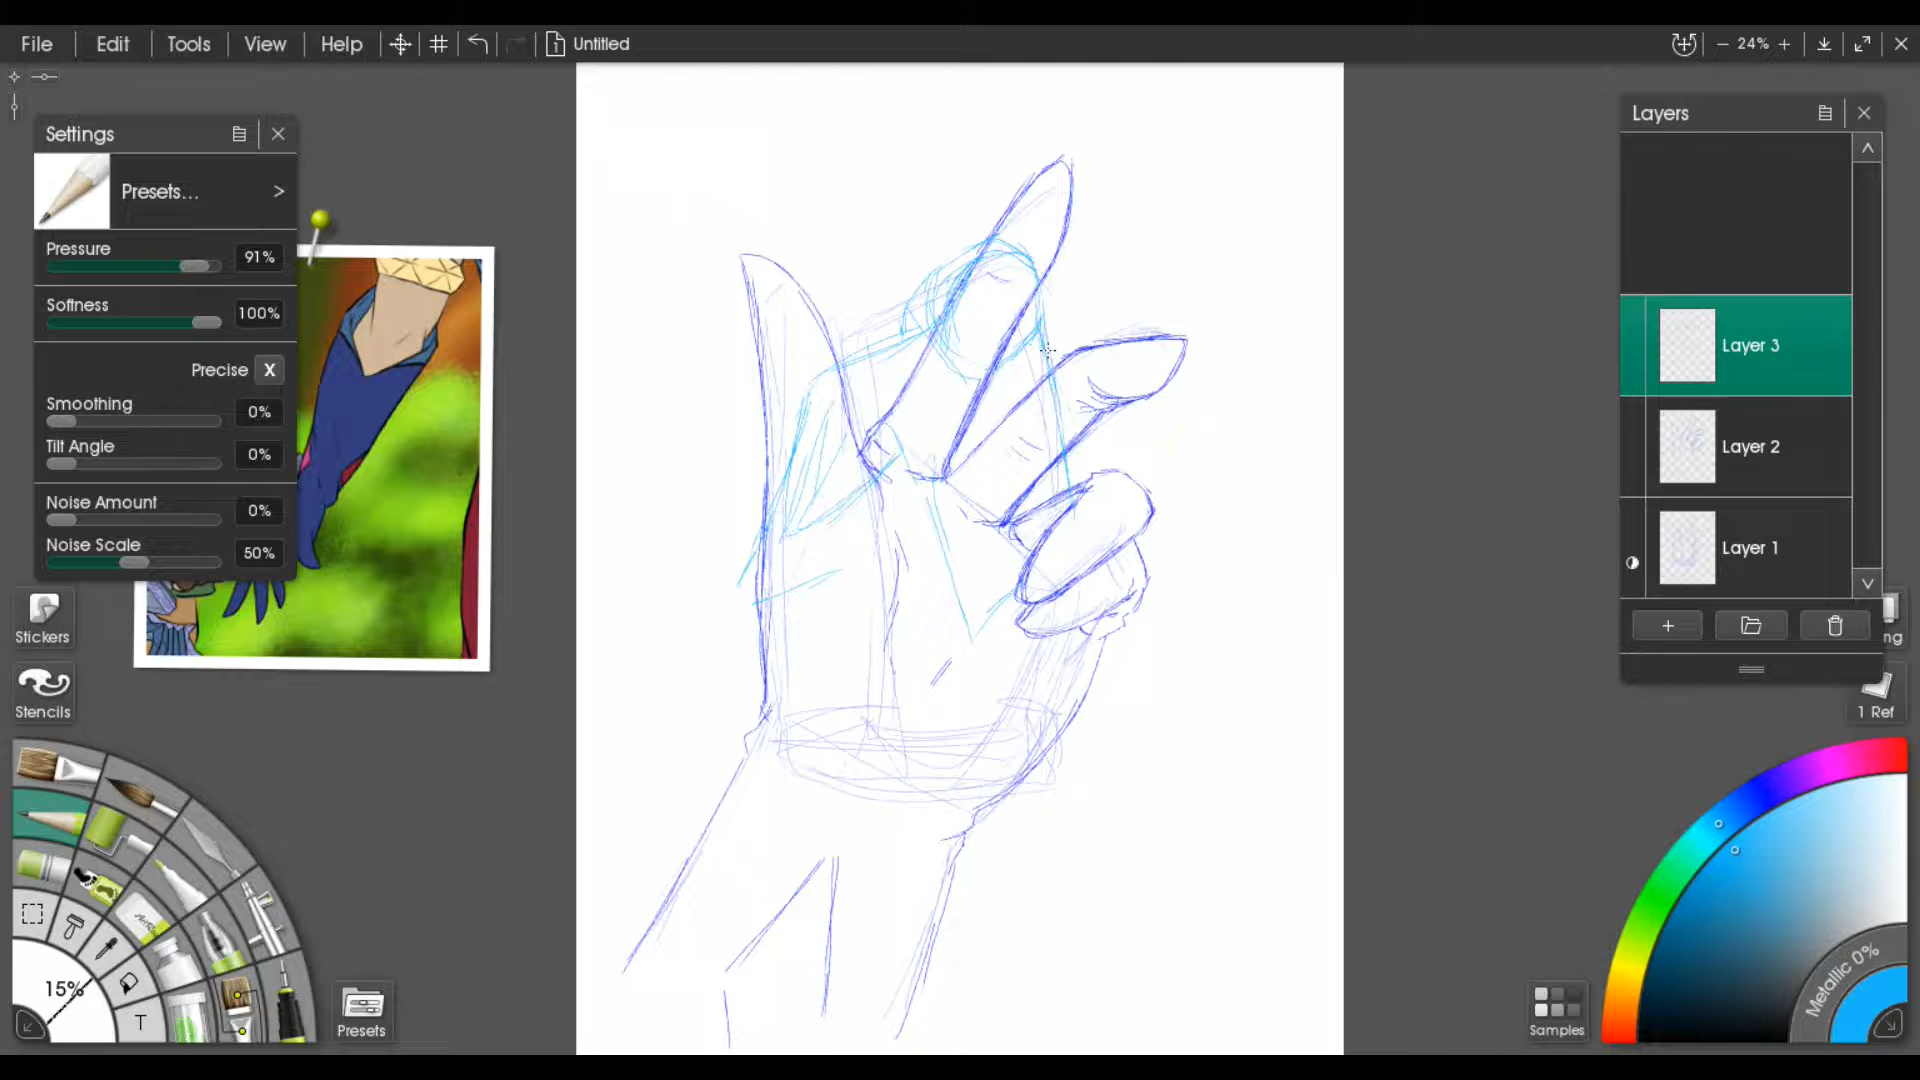 File Edit Tools View Help 1 Untitled 24%
Settings
Presets... >
Pressure
91%
Softness
100%
Precise X
Smoothing
0%
Tilt Angle
0%
Noise Amount
0%
Noise Scale
50%
Stickers
Stencils
15%
T
Presets
Layers
Layer 3
Layer 2
Layer 1
ng
1 Ref
Metallic 0%
Samples